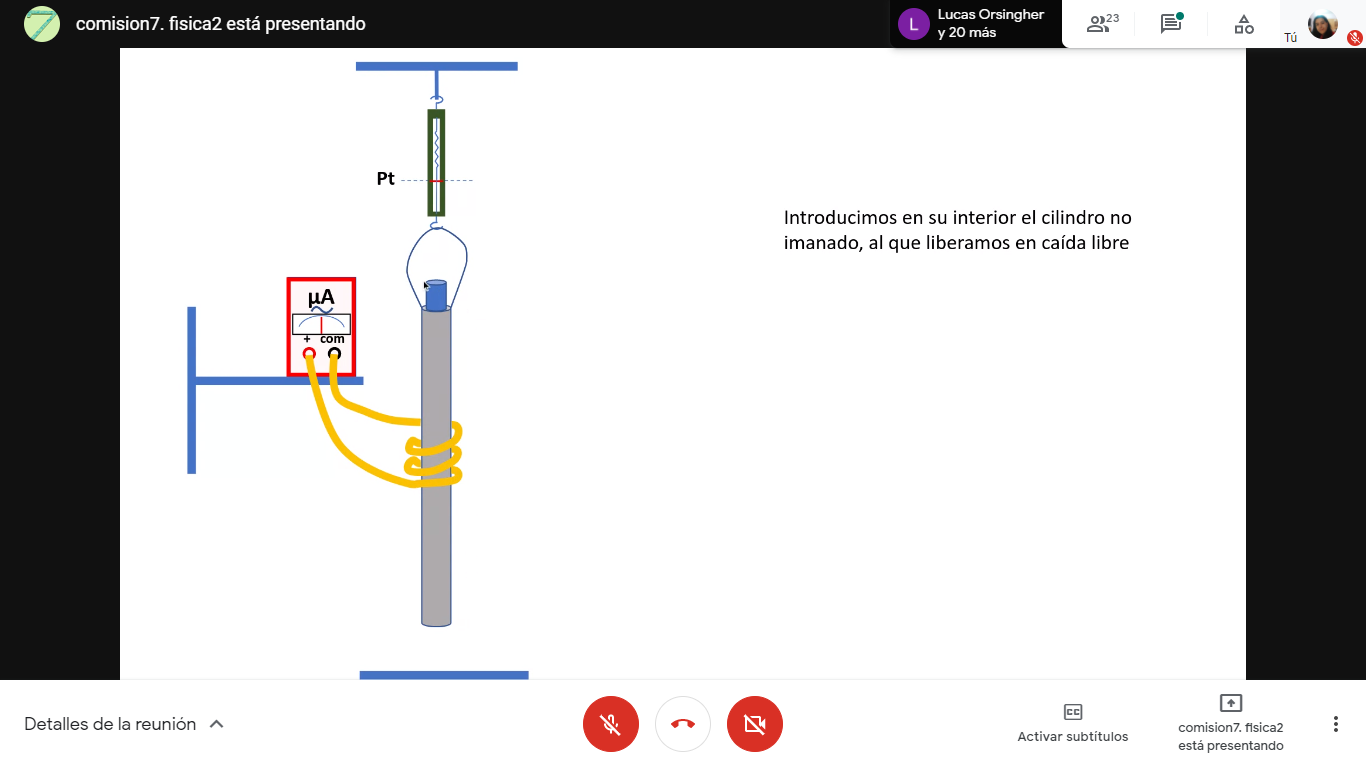 comision7. fisica2 está presentando
L
Lucas Orsingher
y 20 más
23
Tú
Pt
Introducimos en su interior el cilindro no
imanado, al que liberamos en caída libre
μA
+ com
Detalles de la reunión
CC
Activar subtítulos
comision7. fisica2
está presentando